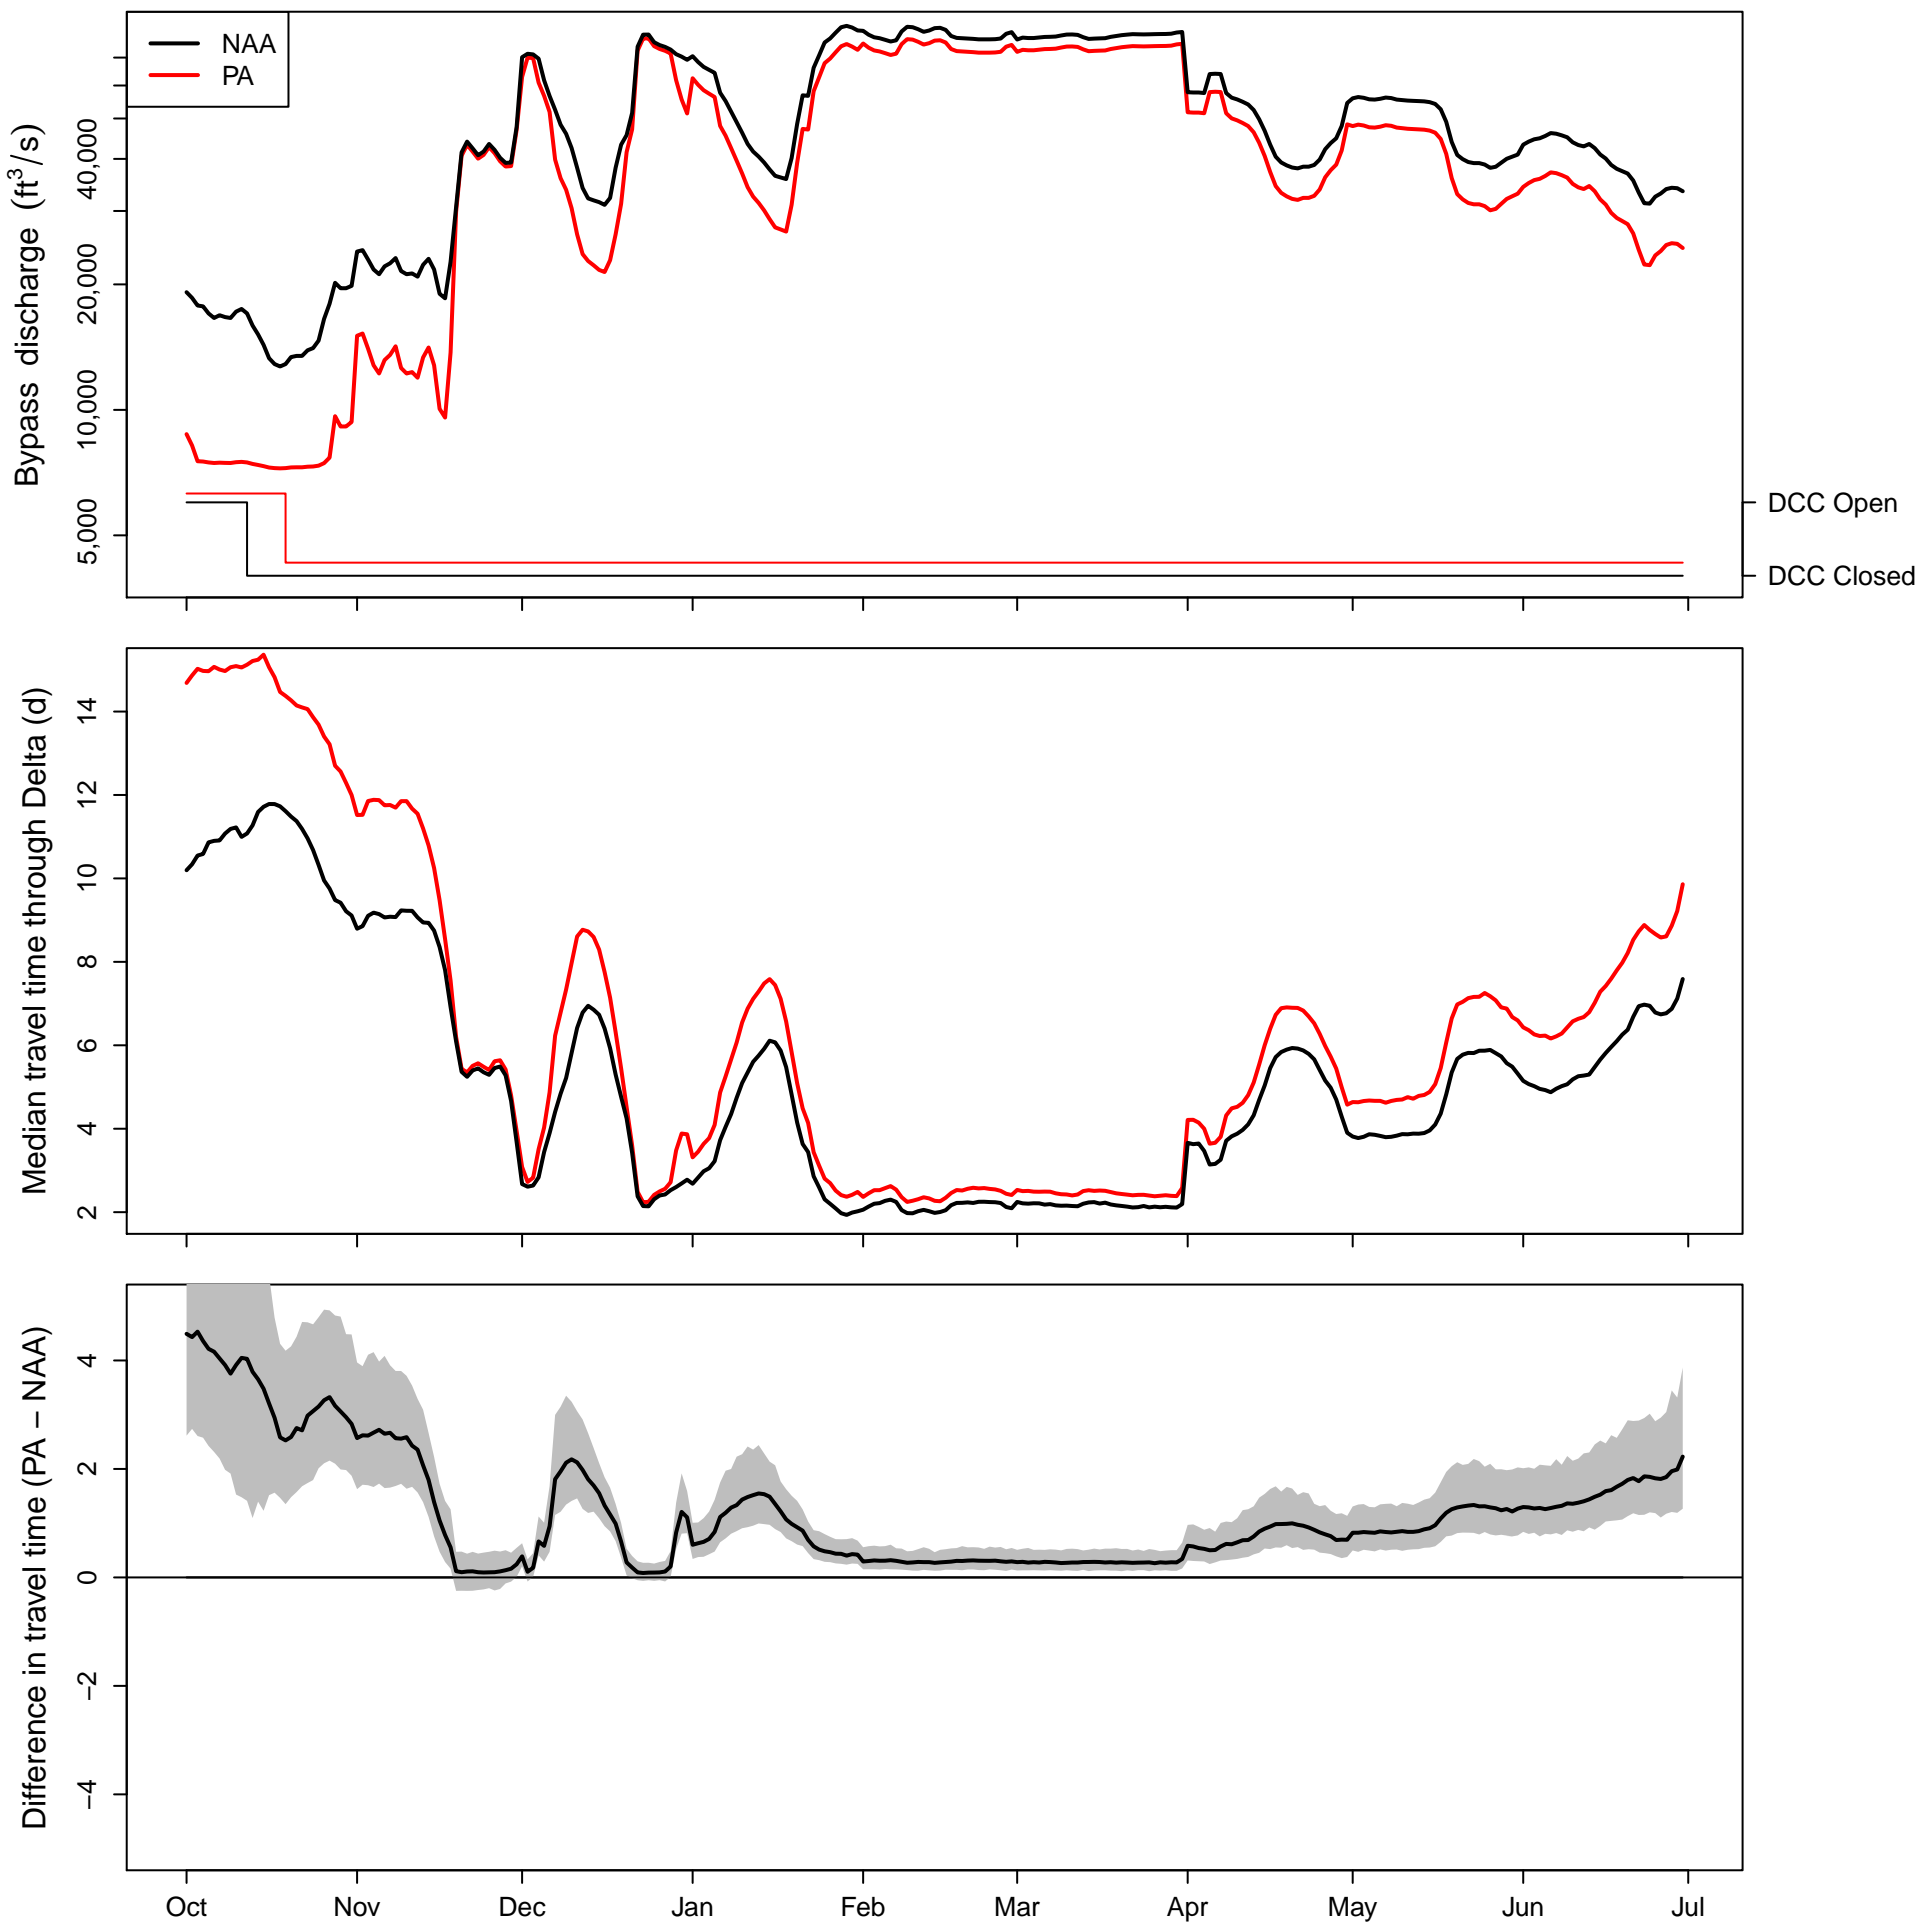 NAA
PA
Bypass discharge (ft³/s)
40,000
20,000
10,000
5,000
DCC Open
DCC Closed
Median travel time through Delta (d)
14
12
10
8
6
4
2
Difference in travel time (PA − NAA)
4
2
0
−2
−4
Oct Nov Dec Jan Feb Mar Apr May Jun Jul